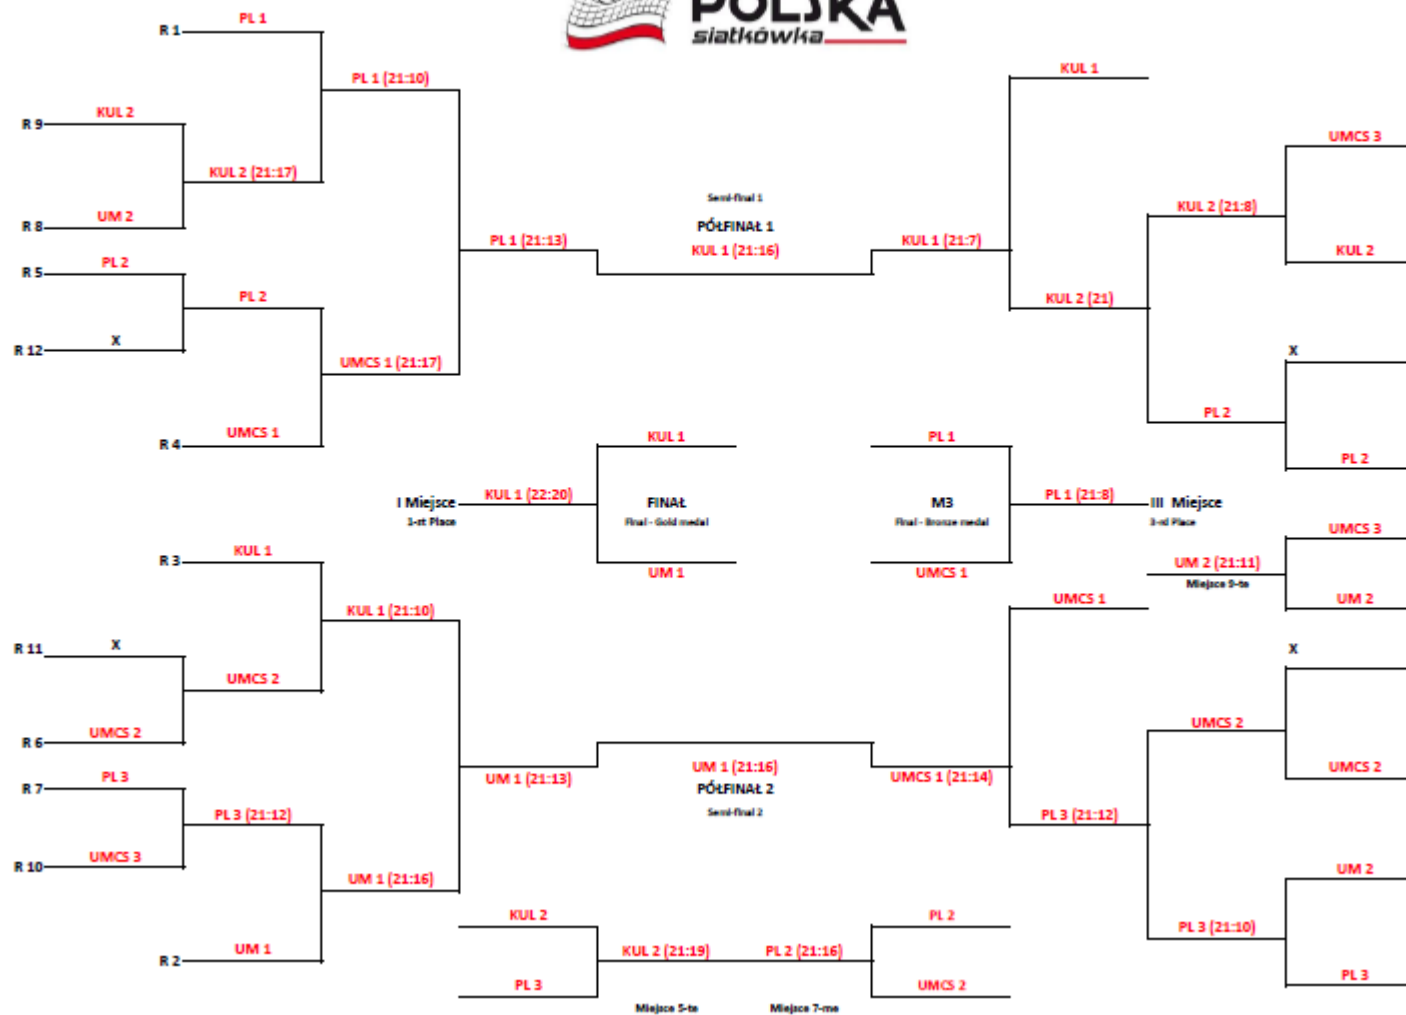 POLSKA
siatkówka
R 1
PL 1
PL 1 (21:10)
KUL 1
R 9
KUL 2
UMCS 3
KUL 2 (21:17)
Semi-final 1
KUL 2 (21:8)
R 8
UM 2
PÓŁFINAŁ 1
PL 1 (21:13)
KUL 1 (21:16)
KUL 1 (21:7)
KUL 2
R 5
PL 2
PL 2
KUL 2 (21)
R 12
X
X
UMCS 1 (21:17)
PL 2
R 4
UMCS 1
KUL 1
PL 1
PL 2
I Miejsce
KUL 1 (22:20)
FINAŁ
M3
PL 1 (21:8)
III Miejsce
1-rt Place
Final - Gold medal
Final - Bronze medal
3-rd Place
UMCS 3
R 3
KUL 1
UM 1
UMCS 1
UM 2 (21:11)
Miejsce 9-te
KUL 1 (21:10)
UMCS 1
UM 2
R 11
X
X
UMCS 2
UMCS 2
R 6
UMCS 2
UM 1 (21:13)
UM 1 (21:16)
UMCS 1 (21:14)
UMCS 2
R 7
PL 3
PÓŁFINAŁ 2
PL 3 (21:12)
Semi-final 2
PL 3 (21:12)
R 10
UMCS 3
UM 1 (21:16)
UM 2
KUL 2
PL 2
R 2
UM 1
KUL 2 (21:19)
PL 2 (21:16)
PL 3 (21:10)
PL 3
UMCS 2
PL 3
Miejsce 5-te
Miejsce 7-me